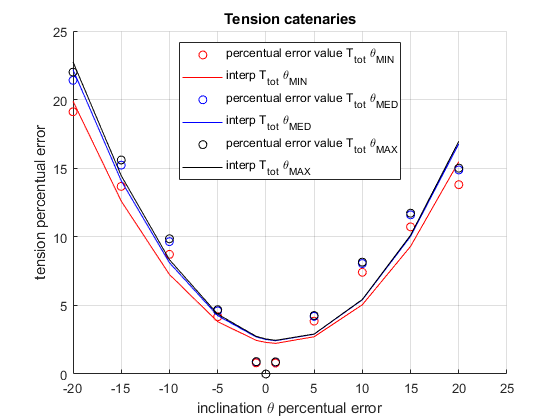 Tension catenaries
25
20
15
10
5
0
tension percentual error
percentual error value T_tot θ_MIN
interp T_tot θ_MIN
percentual error value T_tot θ_MED
interp T_tot θ_MED
percentual error value T_tot θ_MAX
interp T_tot θ_MAX
-20 -15 -10 -5 0 5 10 15 20 25
inclination θ percentual error